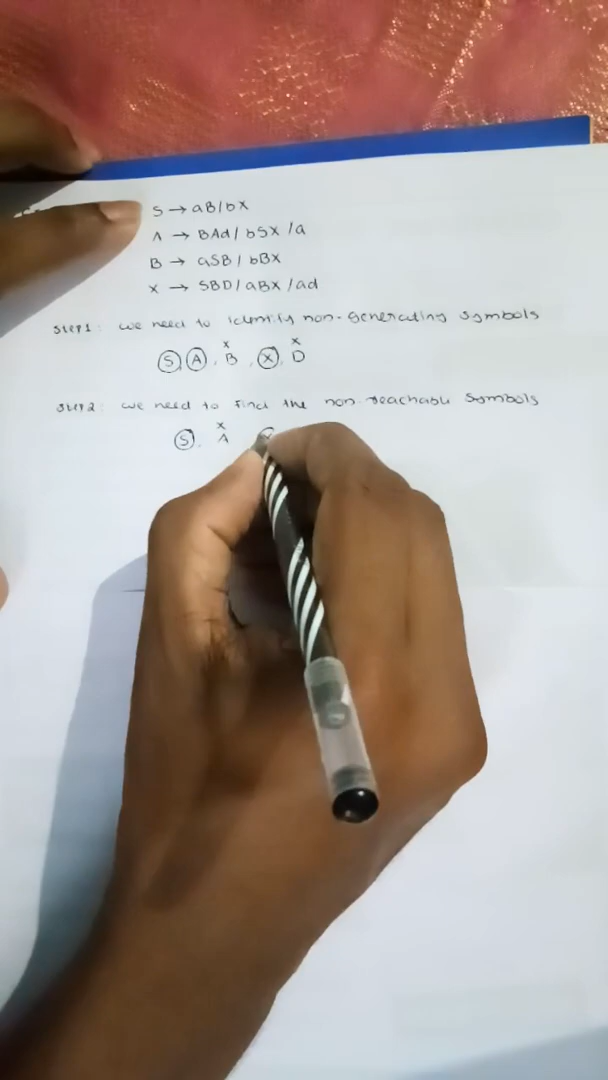 S → aB/bX
A → BAd/bSX/a
B → aSB/bBX
X → SBD/aBX/ad
Step1: we need to identify non-Generating symbols
x x
S, A, B, X, D
Step2: we need to find the non-reachable symbols
x
S, A